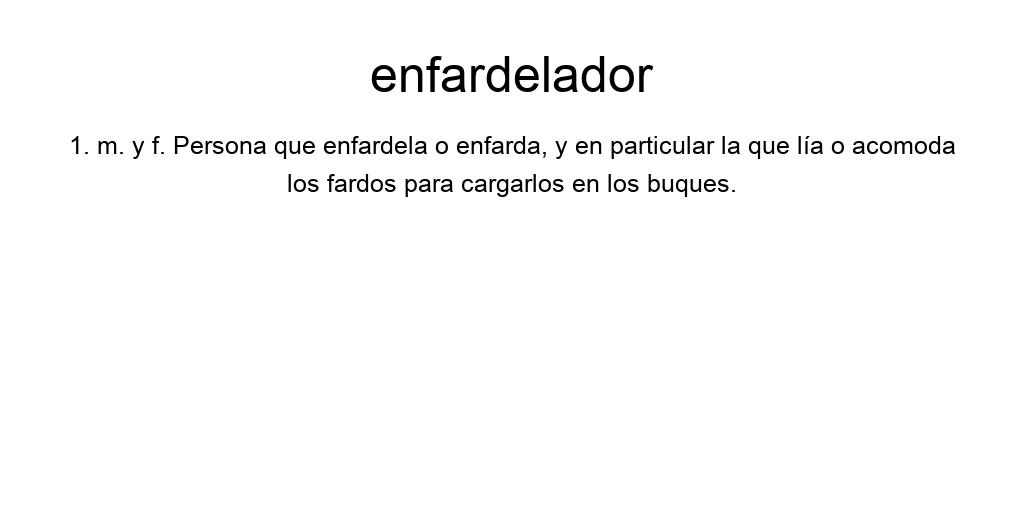 enfardelador
1. m. y f. Persona que enfardela o enfarda, y en particular la que lía o acomoda
los fardos para cargarlos en los buques.